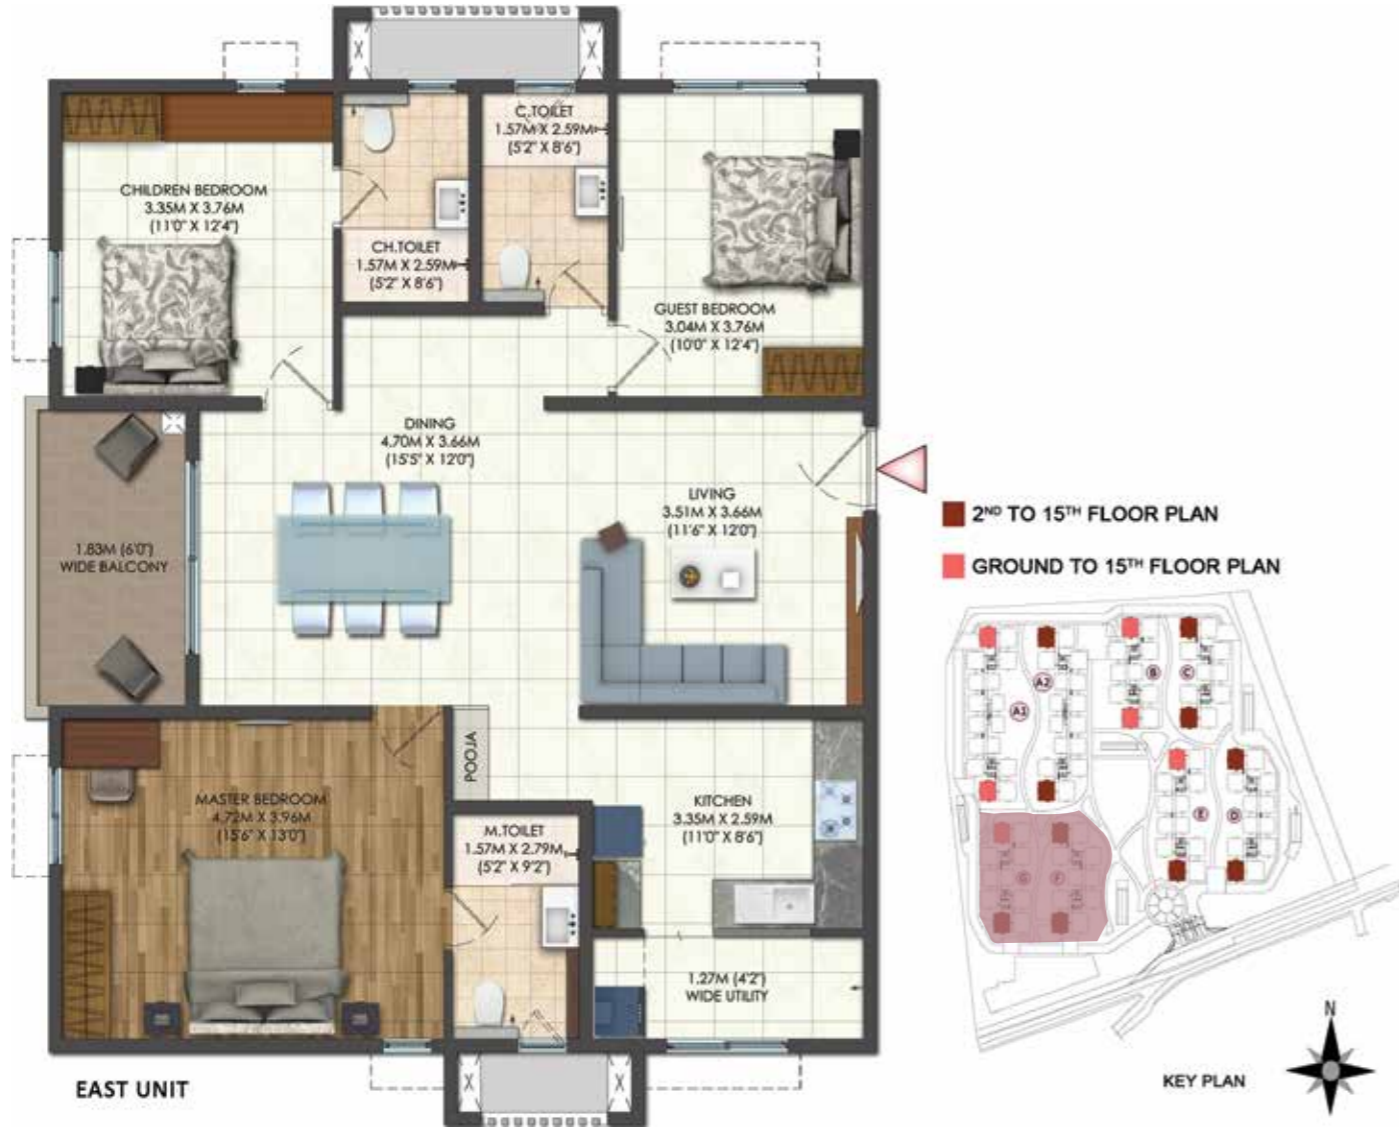 C.TOILET
1.57M X 2.59M
(5'2" X 8'6")
CHILDREN BEDROOM
3.35M X 3.76M
(11'0" X 12'4")
CH.TOILET
1.57M X 2.59M
(5'2" X 8'6")
GUEST BEDROOM
3.04M X 3.76M
(10'0" X 12'4")
DINING
4.70M X 3.66M
(15'5" X 12'0")
LIVING
3.51M X 3.66M
(11'6" X 12'0")
1.83M (6'0")
WIDE BALCONY
POOJA
MASTER BEDROOM
4.72M X 3.96M
(15'6" X 13'0")
M.TOILET
1.57M X 2.79M
(5'2" X 9'2")
KITCHEN
3.35M X 2.59M
(11'0" X 8'6")
1.27M (4'2")
WIDE UTILITY
EAST UNIT
2ND TO 15TH FLOOR PLAN
GROUND TO 15TH FLOOR PLAN
A2
B
C
A1
E
D
G
F
N
KEY PLAN